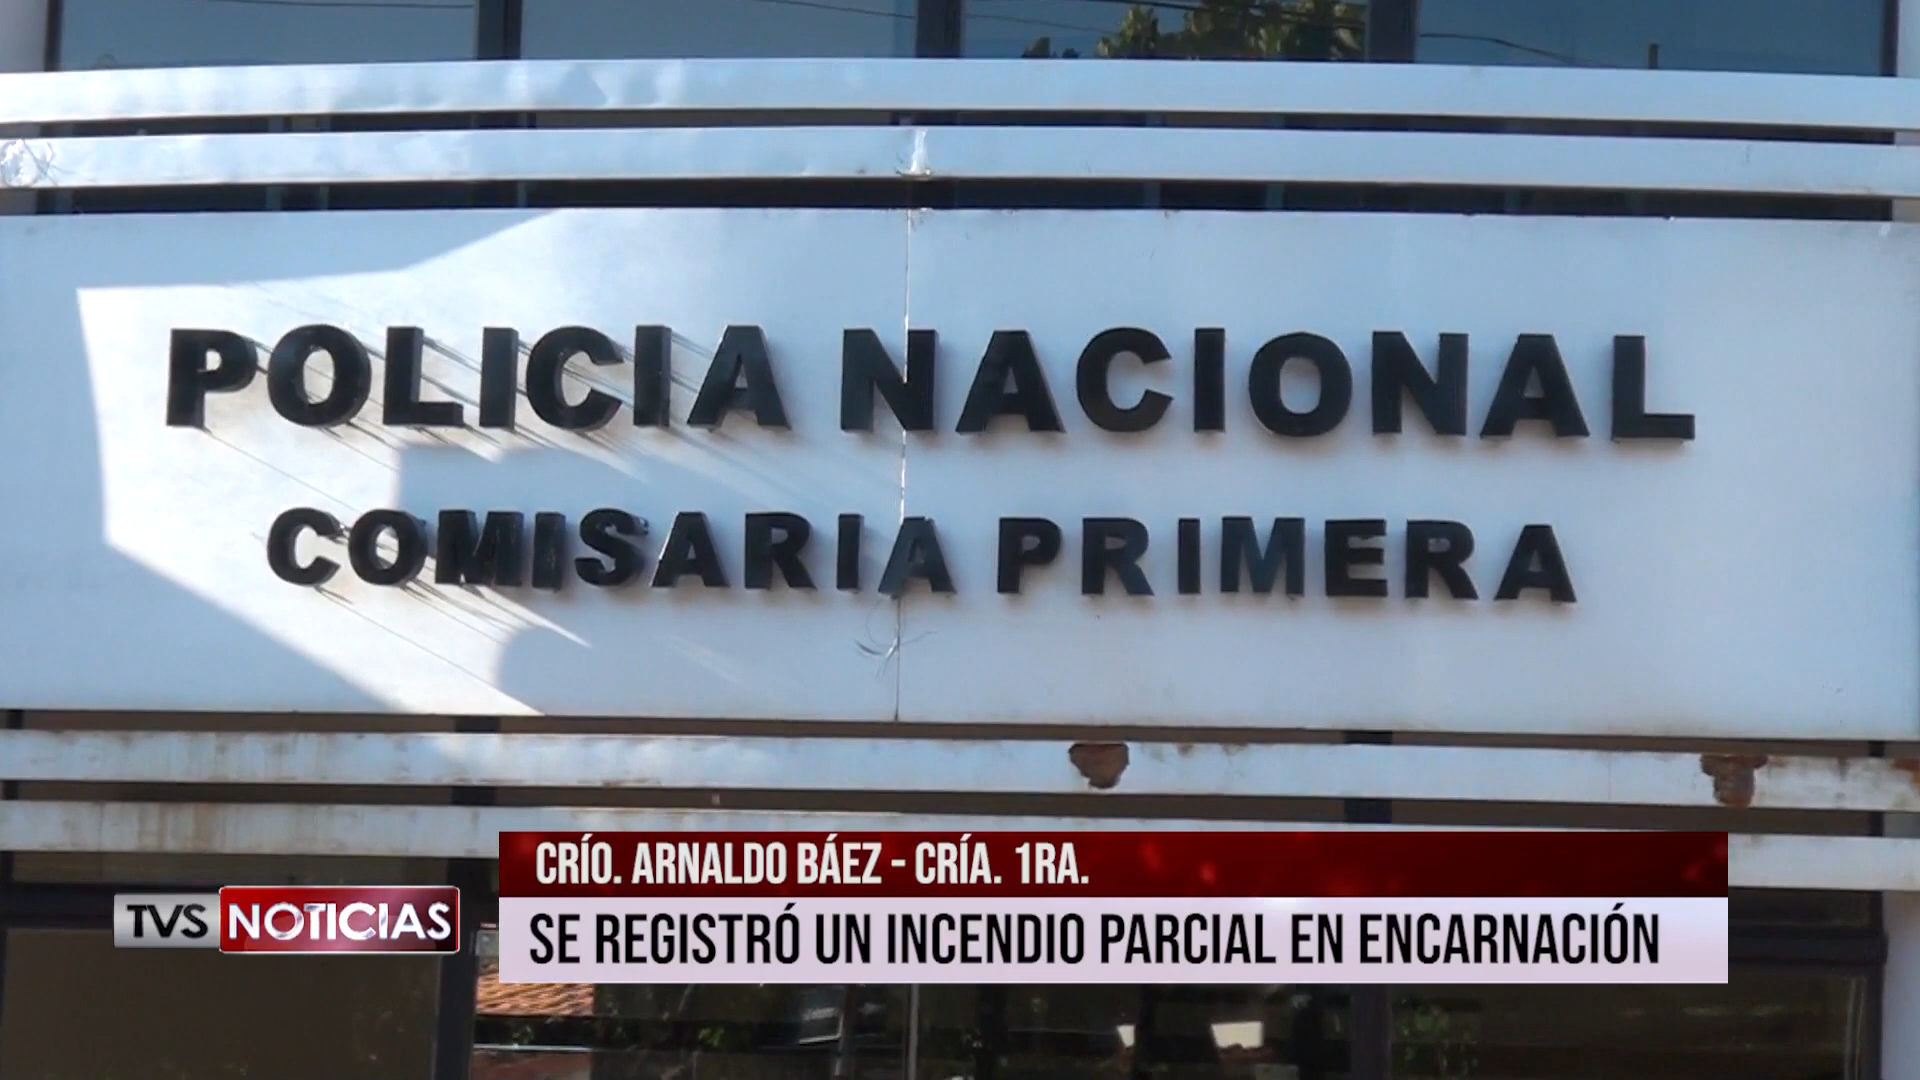 POLICIA NACIONAL
COMISARIA PRIMERA
CRÍO. ARNALDO BÁEZ - CRÍA. 1RA.
TVS NOTICIAS
SE REGISTRÓ UN INCENDIO PARCIAL EN ENCARNACIÓN